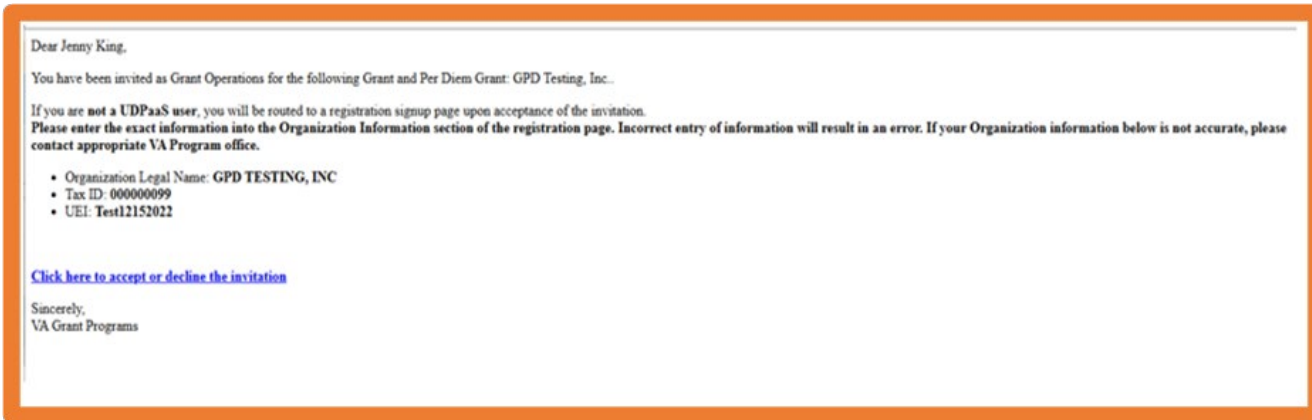 Dear Jenny King,
You have been invited as Grant Operations for the following Grant and Per Diem Grant: GPD Testing, Inc..
If you are not a UDPaaS user, you will be routed to a registration signup page upon acceptance of the invitation.
Please enter the exact information into the Organization Information section of the registration page. Incorrect entry of information will result in an error. If your Organization information below is not accurate, please
contact appropriate VA Program office.
• Organization Legal Name: GPD TESTING, INC
• Tax ID: 000000099
• UEI: Test12152022
Click here to accept or decline the invitation
Sincerely,
VA Grant Programs